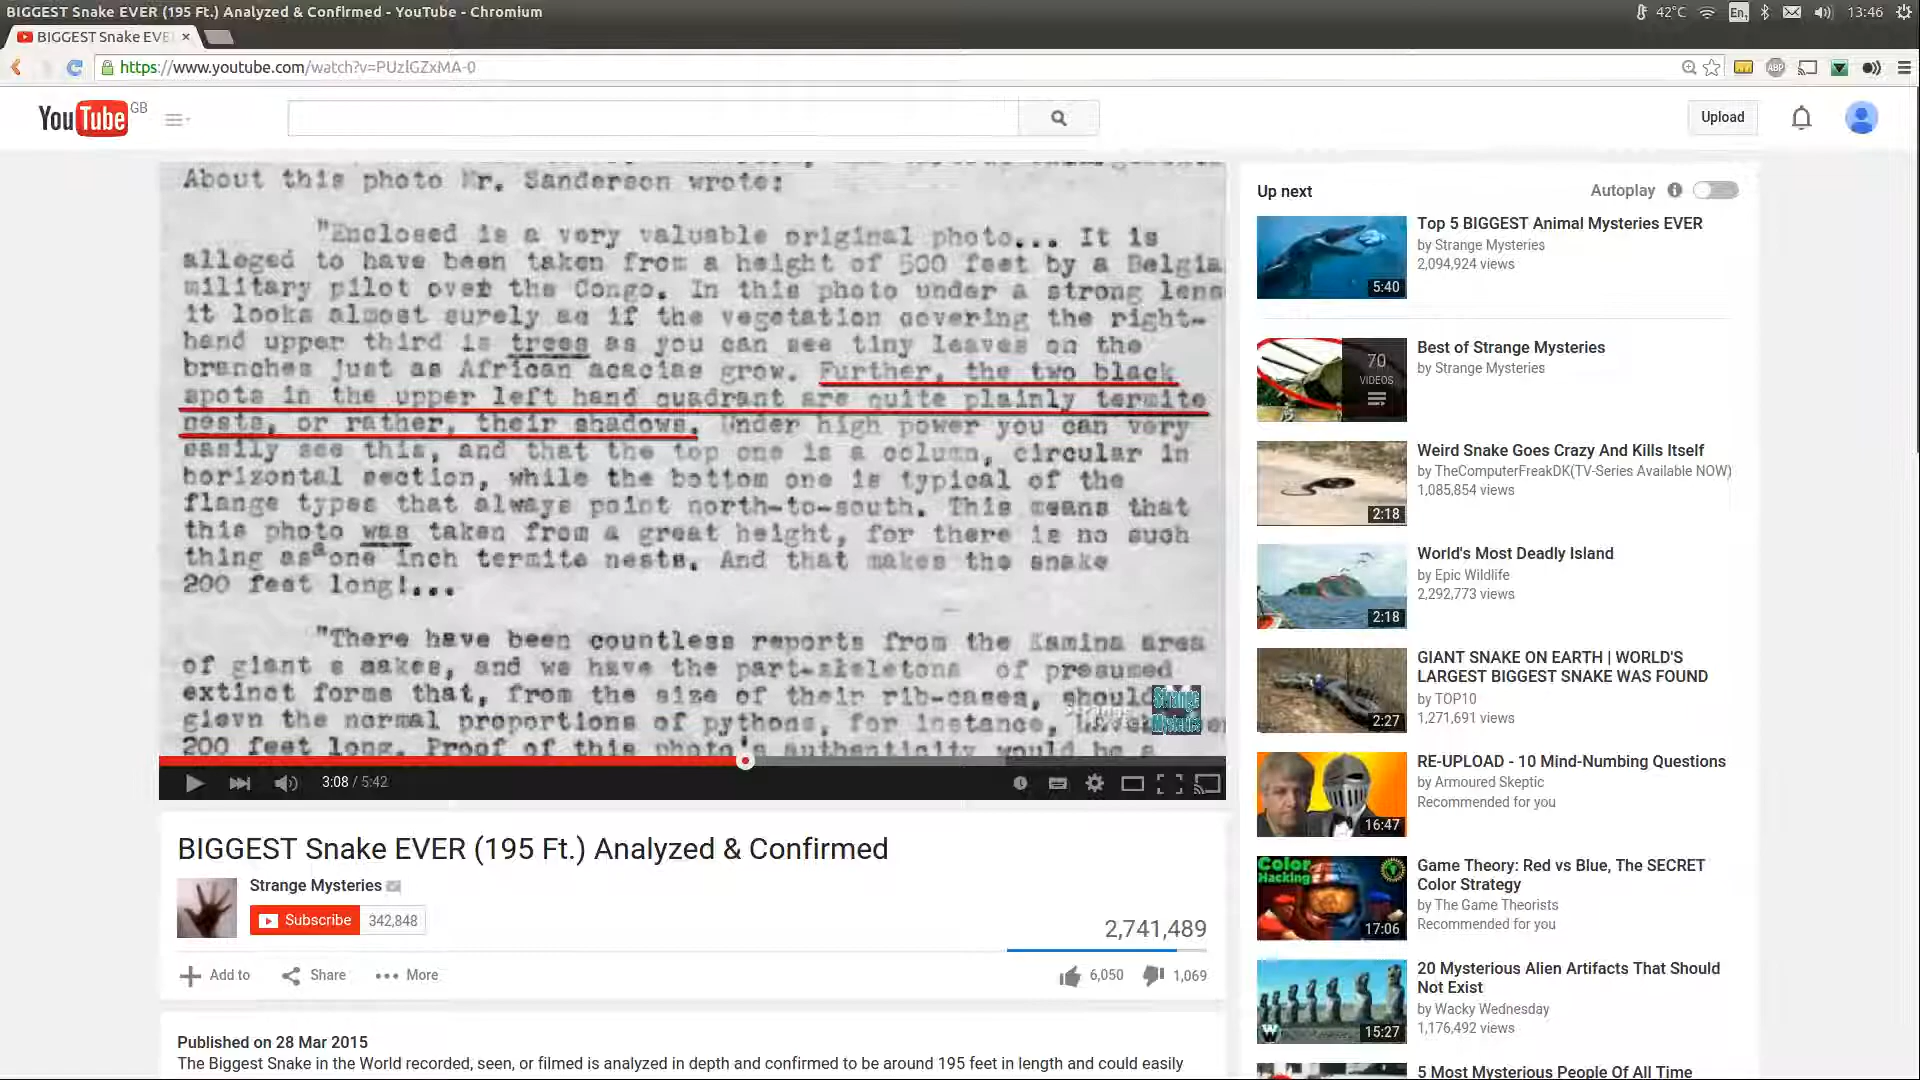 BIGGEST Snake EVER (195 Ft.) Analyzed & Confirmed - YouTube - Chromium
42°C
En1
13:46
BIGGEST Snake EVE
https://www.youtube.com/watch?v=PUzlGZxMA-0
ABP
YouTube GB
Upload
About this photo Mr. Sanderson wrote:
"Enclosed is a very valuable original photo... It is
alleged to have been taken from a height of 500 feet by a Belgia
military pilot over the Congo. In this photo under a strong lens
it looks almost surely as if the vegetation covering the right-
hand upper third is trees as you can see tiny leaves on the
branches just as African acacias grow. Further, the two black
spots in the upper left hand quadrant are quite plainly termite
nests, or rather, their shadows. Under high power you can very
easily see this, and that the top one is a column, circular in
horizontal section, while the bottom one is typical of the
flange types that always point north-to-south. This means that
this photo was taken from a great height, for there is no such
thing as a one inch termite nests. And that makes the snake
200 feet long!...
"There have been countless reports from the Kamina area
of giant s akes, and we have the part-skeletons of presumed
extinct forms that, from the size of their rib-cases, should
gievn the normal proportions of pythons, for instance,
200 feet long. Proof of this photo's authenticity would be a
Strange
Mysteries
3:08 / 5:42
BIGGEST Snake EVER (195 Ft.) Analyzed & Confirmed
Strange Mysteries
Subscribe 342,848
2,741,489
Add to Share More
6,050 1,069
Published on 28 Mar 2015
The Biggest Snake in the World recorded, seen, or filmed is analyzed in depth and confirmed to be around 195 feet in length and could easily
Up next
Autoplay
Top 5 BIGGEST Animal Mysteries EVER
by Strange Mysteries
2,094,924 views
5:40
Best of Strange Mysteries
by Strange Mysteries
70
VIDEOS
Weird Snake Goes Crazy And Kills Itself
by TheComputerFreakDK(TV-Series Available NOW)
1,085,854 views
2:18
World's Most Deadly Island
by Epic Wildlife
2,292,773 views
2:18
GIANT SNAKE ON EARTH | WORLD'S
LARGEST BIGGEST SNAKE WAS FOUND
by TOP10
1,271,691 views
2:27
RE-UPLOAD - 10 Mind-Numbing Questions
by Armoured Skeptic
Recommended for you
16:47
Color
Hacking
Game Theory: Red vs Blue, The SECRET
Color Strategy
by The Game Theorists
Recommended for you
17:06
20 Mysterious Alien Artifacts That Should
Not Exist
by Wacky Wednesday
1,176,492 views
W
15:27
5 Most Mysterious People Of All Time